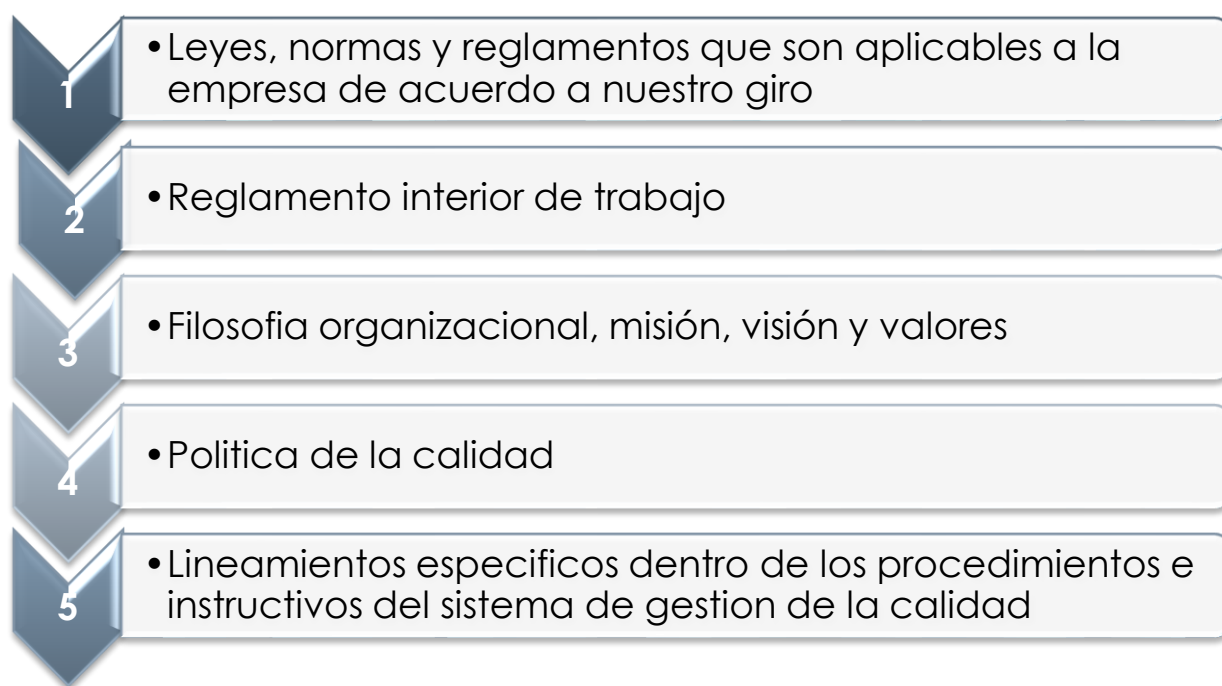 1
•Leyes, normas y reglamentos que son aplicables a la
empresa de acuerdo a nuestro giro
2
•Reglamento interior de trabajo
3
•Filosofia organizacional, misión, visión y valores
4
•Politica de la calidad
5
•Lineamientos especificos dentro de los procedimientos e
instructivos del sistema de gestion de la calidad